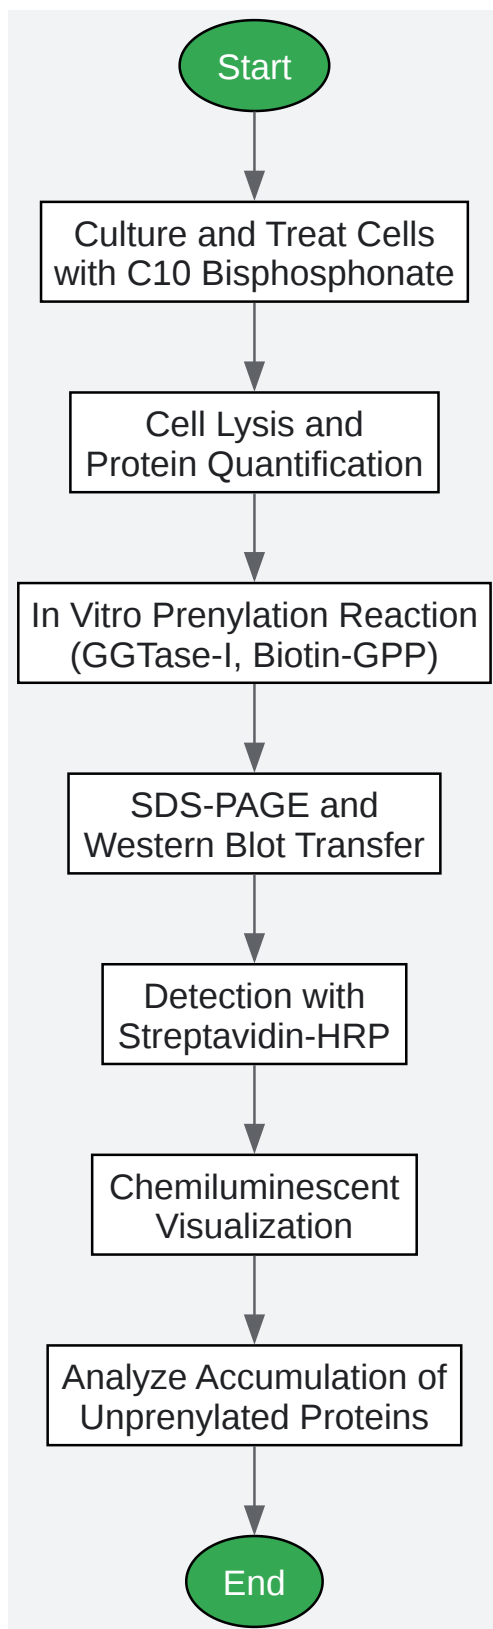 Start
Culture and Treat Cells
with C10 Bisphosphonate
Cell Lysis and
Protein Quantification
In Vitro Prenylation Reaction
(GGTase-I, Biotin-GPP)
SDS-PAGE and
Western Blot Transfer
Detection with
Streptavidin-HRP
Chemiluminescent
Visualization
Analyze Accumulation of
Unprenylated Proteins
End